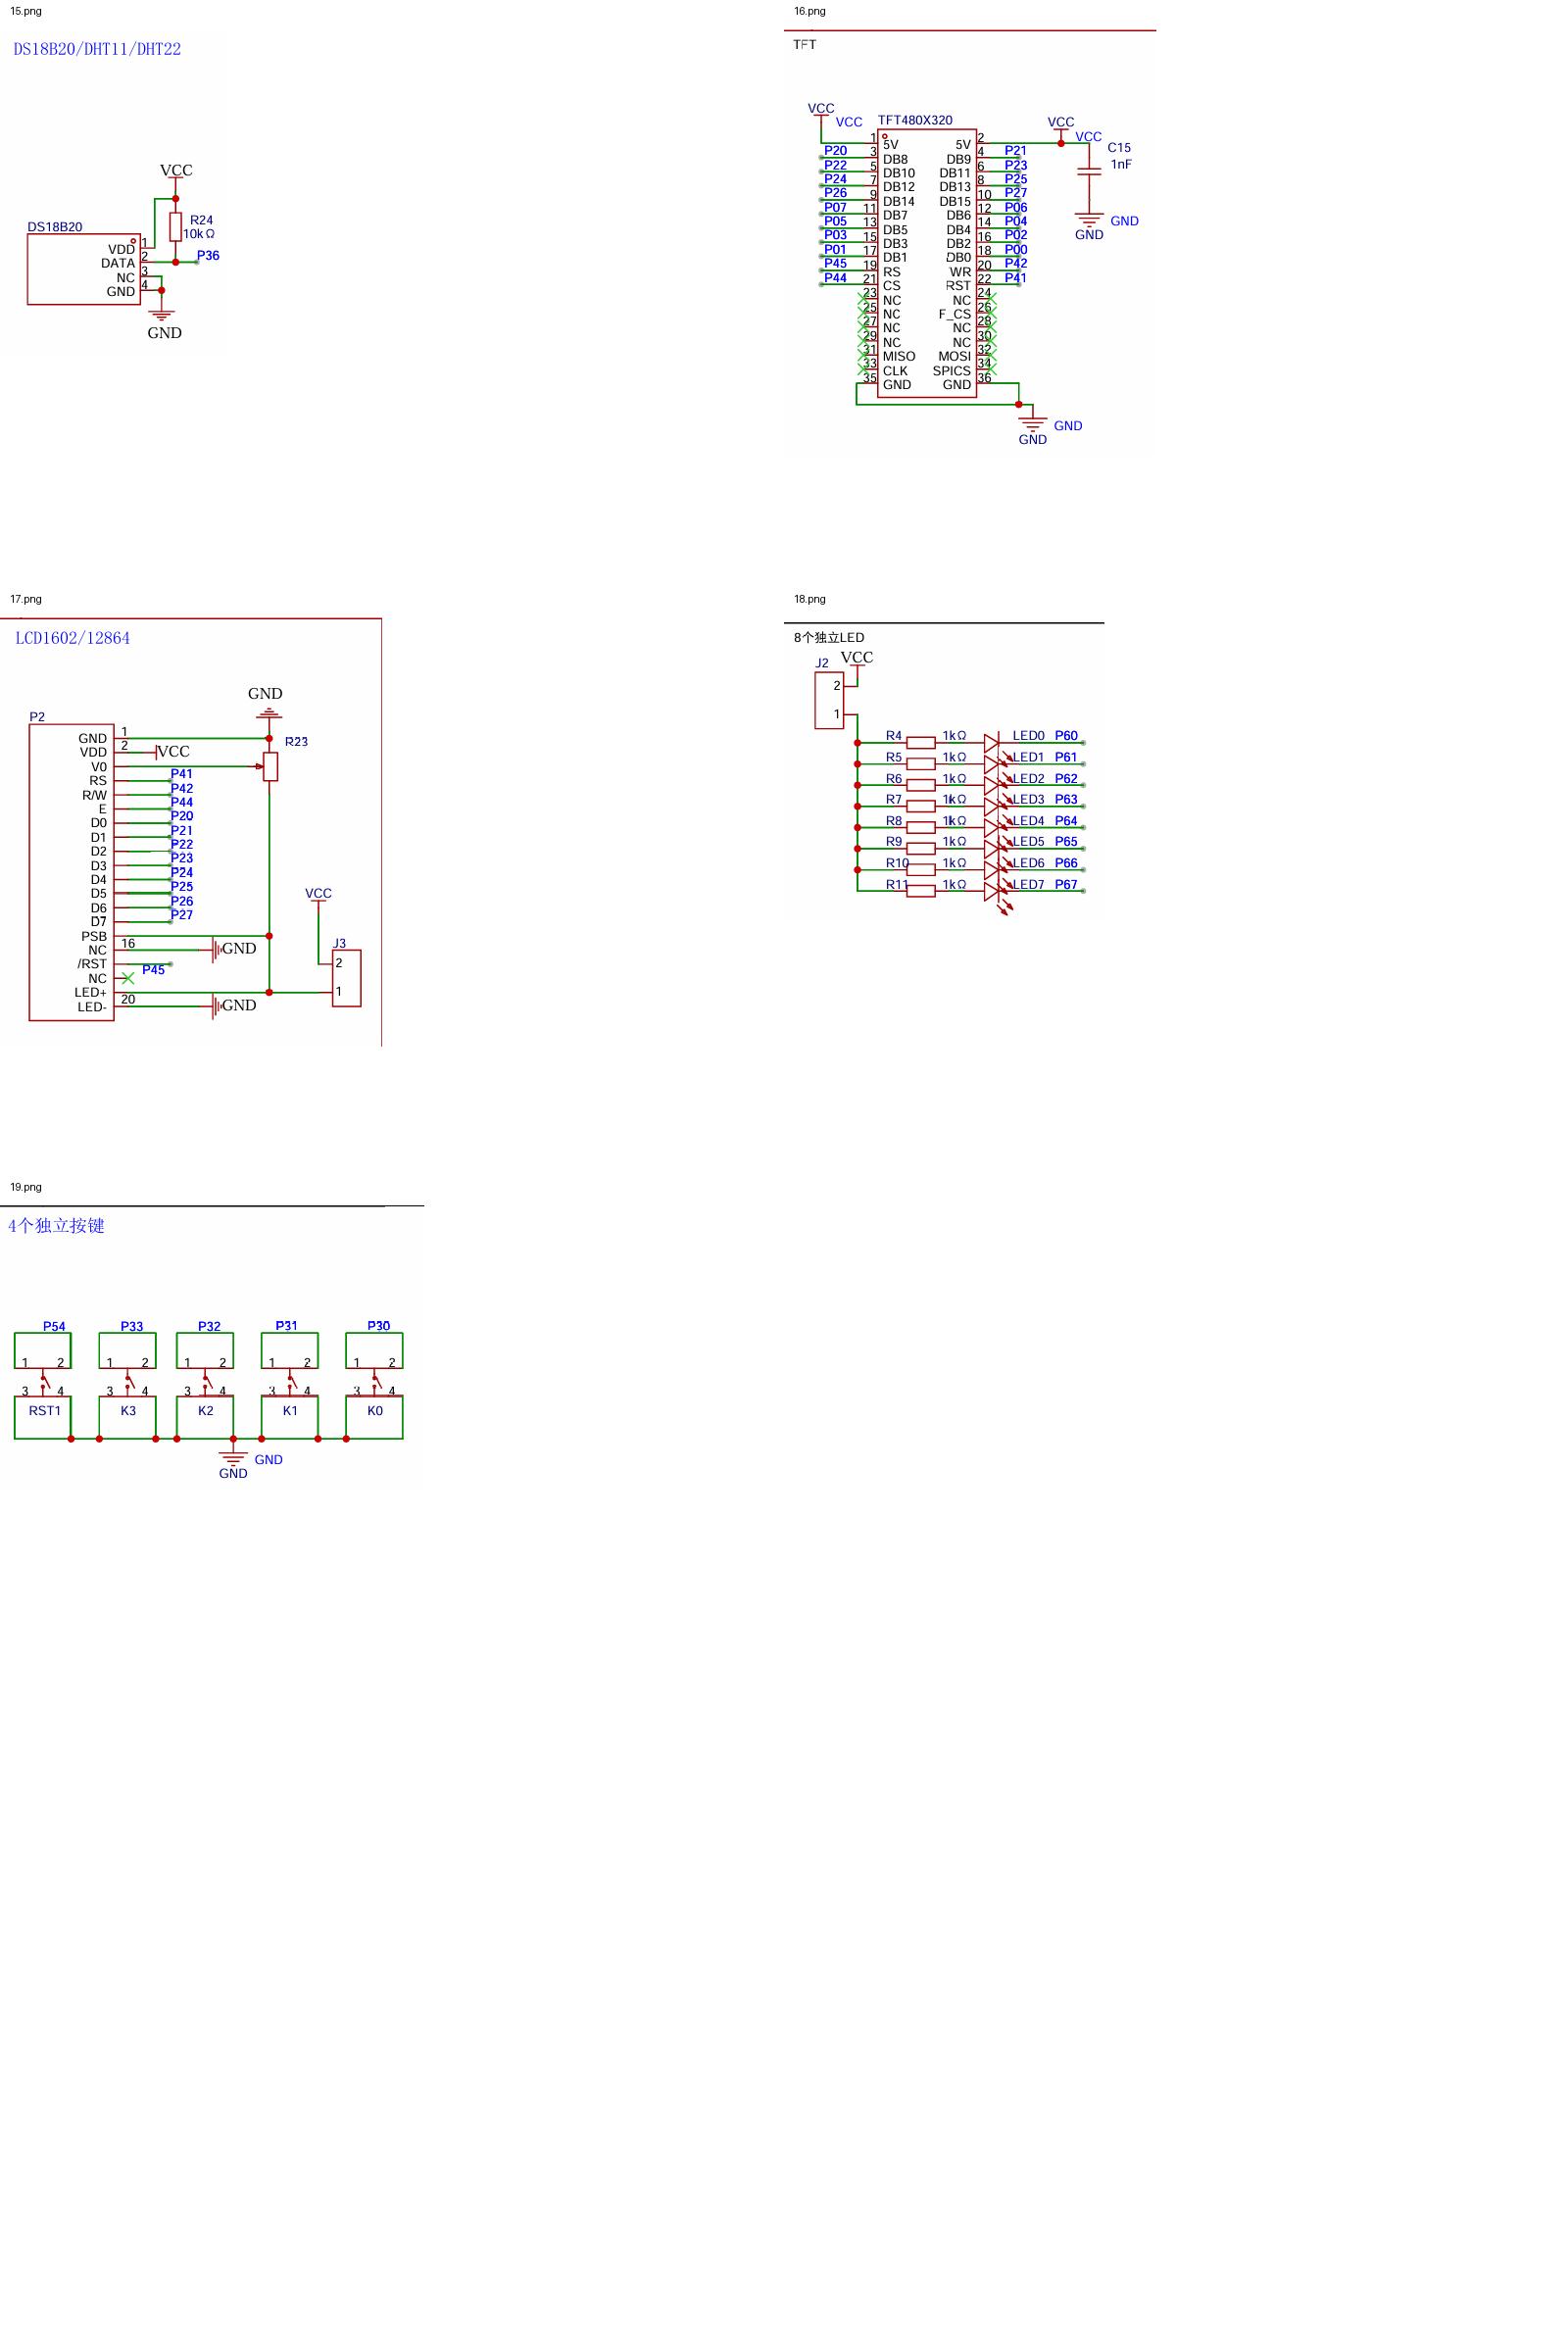 15.png
DS18B20/DHT11/DHT22
VCC
DS18B20
R24
10kΩ
VDD 1
DATA 2
P36
NC 3
GND 4
GND
16.png
TFT
VCC
VCC
TFT480X320
VCC
VCC
C15
1nF
1 5V 5V 2
P20 3 DB8 DB9 4 P21
P22 5 DB10 DB11 6 P23
P24 7 DB12 DB13 8 P25
P26 9 DB14 DB15 10 P27
P07 11 DB7 DB6 12 P06
P05 13 DB5 DB4 14 P04
P03 15 DB3 DB2 16 P02
P01 17 DB1 DB0 18 P00
P45 19 RS WR 20 P42
P44 21 CS RST 22 P41
23 NC NC 24
25 NC F_CS 26
27 NC NC 28
29 NC NC 30
31 MISO MOSI 32
33 CLK SPICS 34
35 GND GND 36
GND
GND
GND
GND
17.png
LCD1602/12864
GND
P2
R23
GND 1
VDD 2 VCC
V0
RS P41
R/W P42
E P44
D0 P20
D1 P21
D2 P22
D3 P23
D4 P24
D5 P25
D6 P26
D7 P27
PSB
NC 16 GND
/RST P45
NC
LED+
LED- 20 GND
VCC
J3
2
1
18.png
8个独立LED
J2 VCC
2
1
R4 1kΩ LED0 P60
R5 1kΩ LED1 P61
R6 1kΩ LED2 P62
R7 1kΩ LED3 P63
R8 1kΩ LED4 P64
R9 1kΩ LED5 P65
R10 1kΩ LED6 P66
R11 1kΩ LED7 P67
19.png
4个独立按键
P54 P33 P32 P31 P30
1 2 1 2 1 2 1 2 1 2
3 4 3 4 3 4 3 4 3 4
RST1 K3 K2 K1 K0
GND
GND